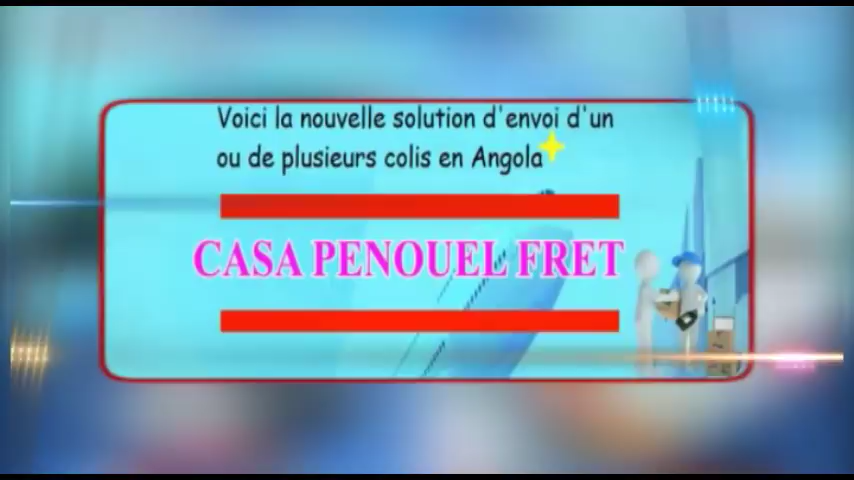 Voici la nouvelle solution d'envoi d'un
ou de plusieurs colis en Angola
CASA PENOUEL FRET